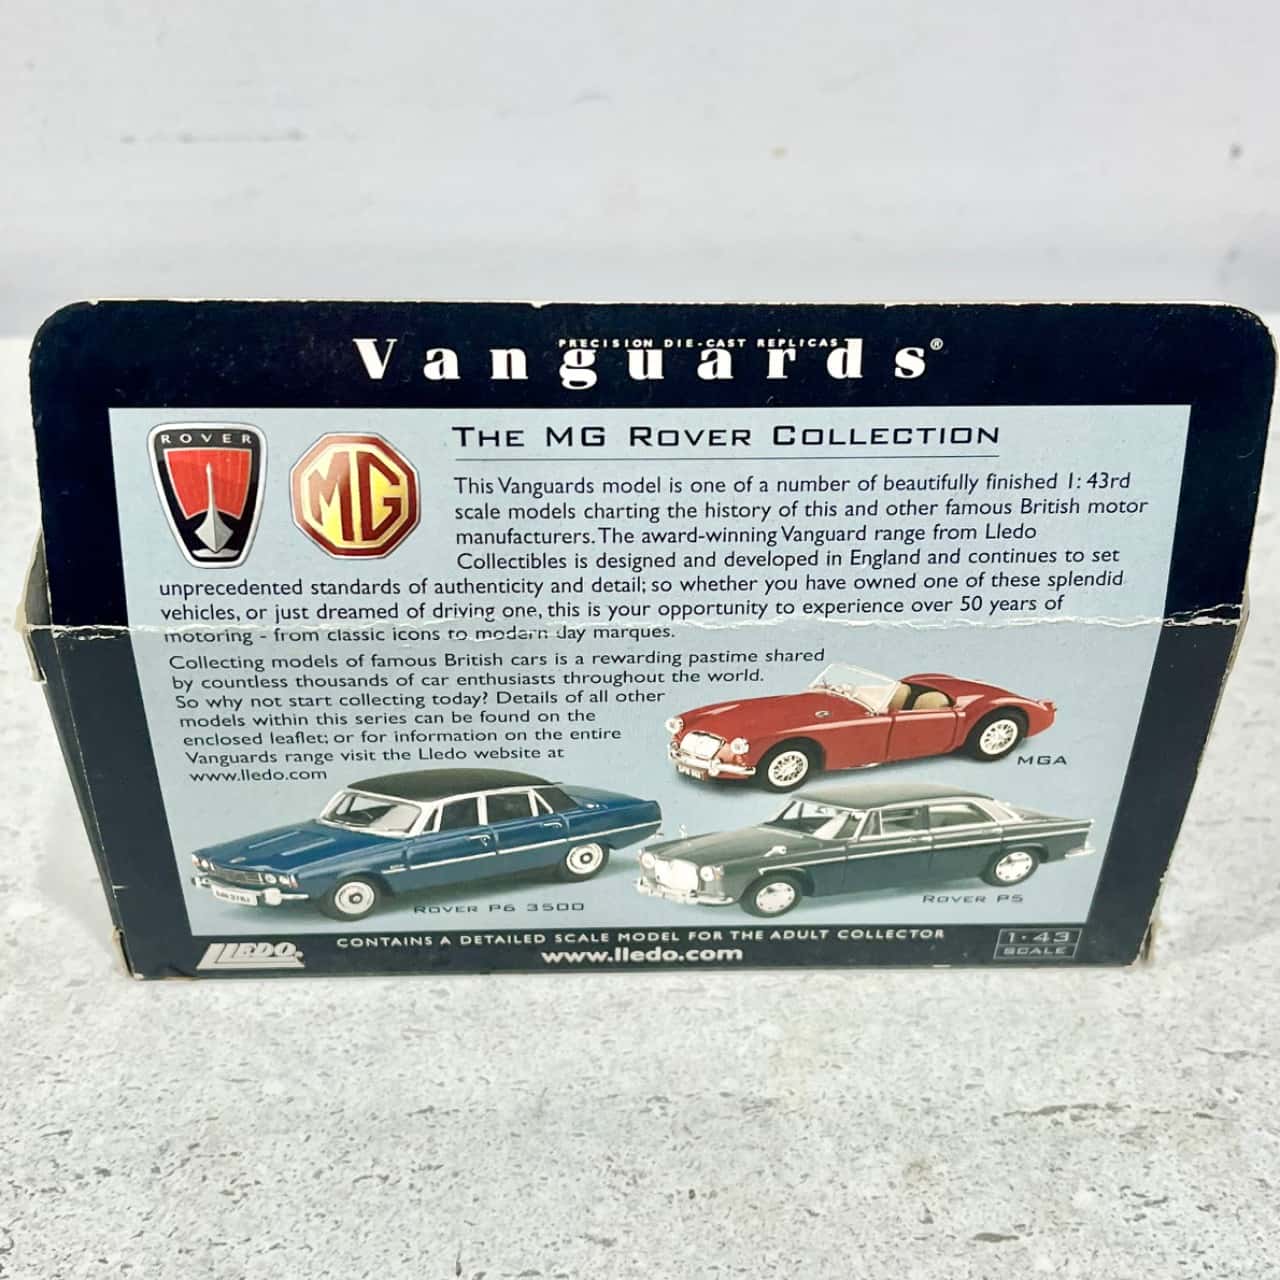 PRECISION DIE-CAST REPLICAS
Vanguards®
ROVER
MG
THE MG ROVER COLLECTION
This Vanguards model is one of a number of beautifully finished 1:43rd
scale models charting the history of this and other famous British motor
manufacturers. The award-winning Vanguard range from Lledo
Collectibles is designed and developed in England and continues to set
unprecedented standards of authenticity and detail; so whether you have owned one of these splendid
vehicles, or just dreamed of driving one, this is your opportunity to experience over 50 years of
motoring - from classic icons to modern day marques.
Collecting models of famous British cars is a rewarding pastime shared
by countless thousands of car enthusiasts throughout the world.
So why not start collecting today? Details of all other
models within this series can be found on the
enclosed leaflet; or for information on the entire
Vanguards range visit the Lledo website at
www.lledo.com
MGA
ROVER P6 3500
ROVER P5
LLEDO.
CONTAINS A DETAILED SCALE MODEL FOR THE ADULT COLLECTOR
www.lledo.com
1:43
SCALE